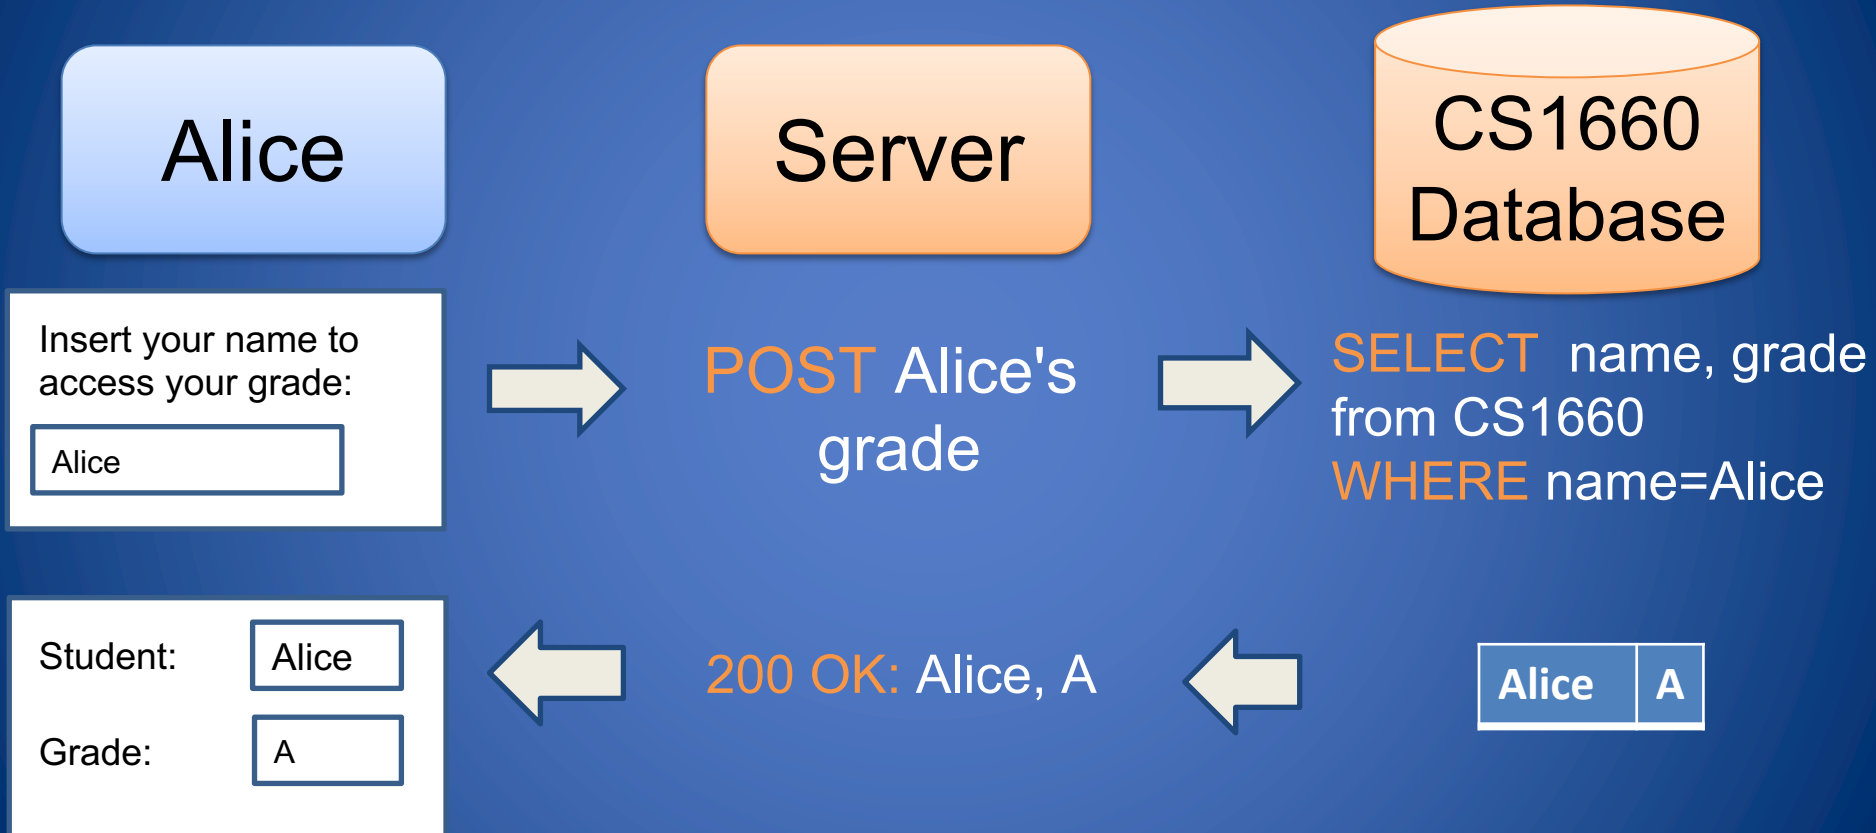 Alice
Server
CS1660
Database
Insert your name to
access your grade:
Alice
POST Alice's
grade
SELECT name, grade
from CS1660
WHERE name=Alice
Student:
Alice
Grade:
A
200 OK: Alice, A
Alice A